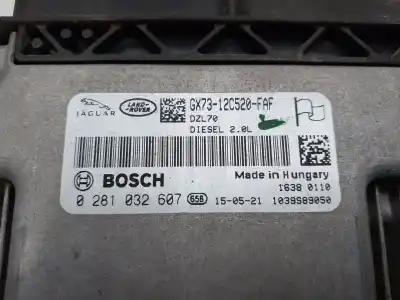 JAGUAR
LAND-ROVER
GX73-12C520-FAF
DZL70
DIESEL 2.0L
BOSCH
Made in Hungary
1638 0110
0 281 032 607 65B 15-05-21 1039S89050